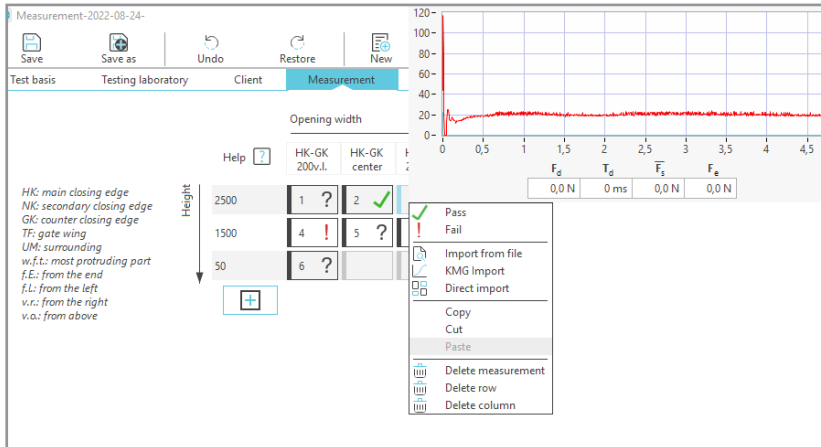 Measurement-2022-08-24-
Save
Save as
Undo
Restore
New
Test basis
Testing laboratory
Client
Measurement
Opening width
Help ?
HK-GK
200v.l.
HK-GK
center
Height
2500
1 ?
2
1500
4 !
5 ?
50
6 ?
HK: main closing edge
NK: secondary closing edge
GK: counter closing edge
TF: gate wing
UM: surrounding
w.f.t.: most protruding part
f.E.: from the end
f.l.: from the left
v.r.: from the right
v.o.: from above
120
100
80
60
40
20
0
0 0,5 1 1,5 2 2,5 3 3,5 4 4,5
Fd Td Fs Fe
0,0 N 0 ms 0,0 N 0,0 N
Pass
Fail
Import from file
KMG Import
Direct import
Copy
Cut
Paste
Delete measurement
Delete row
Delete column